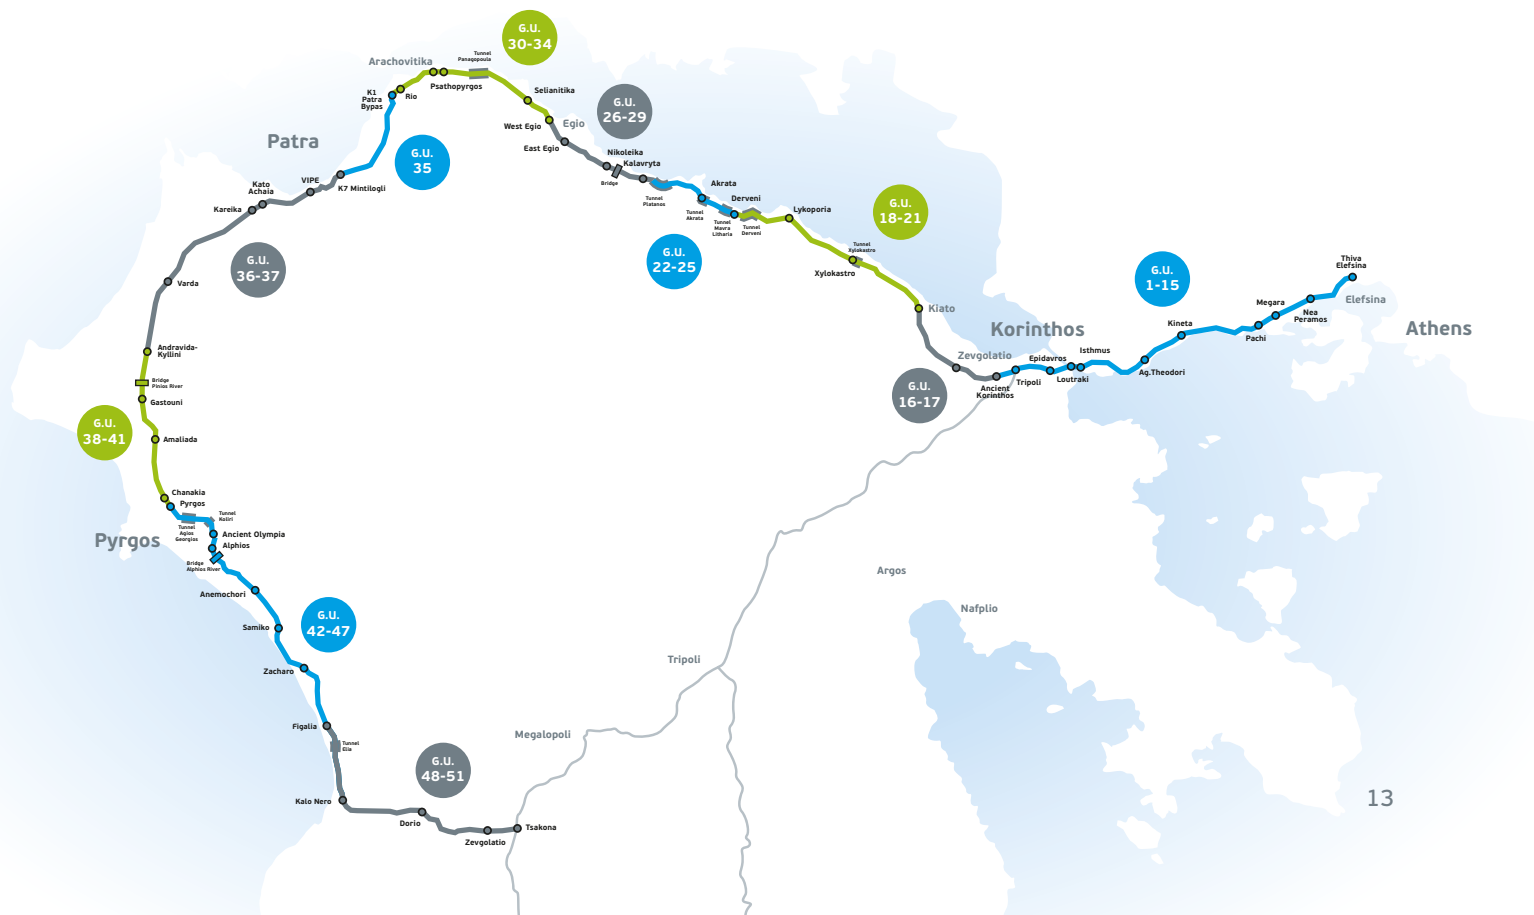 G.U.
30-34
Tunnel
Panagopoula
Arachovitika
Psathopyrgos
K1
Patra
Bypas
Rio
Selianitika
West Egio
Egio
East Egio
G.U.
26-29
Patra
G.U.
35
Nikoleika
Kalavryta
Bridge
Kato
Achaia
VIPE
K7 Mintilogli
Kareika
Tunnel
Platanos
Akrata
Tunnel
Akrata
Derveni
Tunnel
Mavra
Litharia
Tunnel
Derveni
Lykoporia
G.U.
18-21
G.U.
22-25
Tunnel
Xylokastro
Xylokastro
G.U.
36-37
Varda
G.U.
1-15
Thiva
Elefsina
Elefsina
Megara
Nea
Peramos
Kiato
Korinthos
Kineta
Pachi
Athens
Andravida-
Kyllini
Zevgolatio
Epidavros
Isthmus
Ag.Theodori
Tripoli
Loutraki
Ancient
Korinthos
G.U.
16-17
Bridge
Pinios River
Gastouni
G.U.
38-41
Amaliada
Chanakia
Pyrgos
Tunnel
Koliri
Tunnel
Agios
Georgios
Pyrgos
Ancient Olympia
Alphios
Bridge
Alphios River
Anemochori
Argos
Nafplio
G.U.
42-47
Samiko
Zacharo
Tripoli
Figalia
Tunnel
Elia
Megalopoli
G.U.
48-51
Kalo Nero
Dorio
Zevgolatio
Tsakona
13